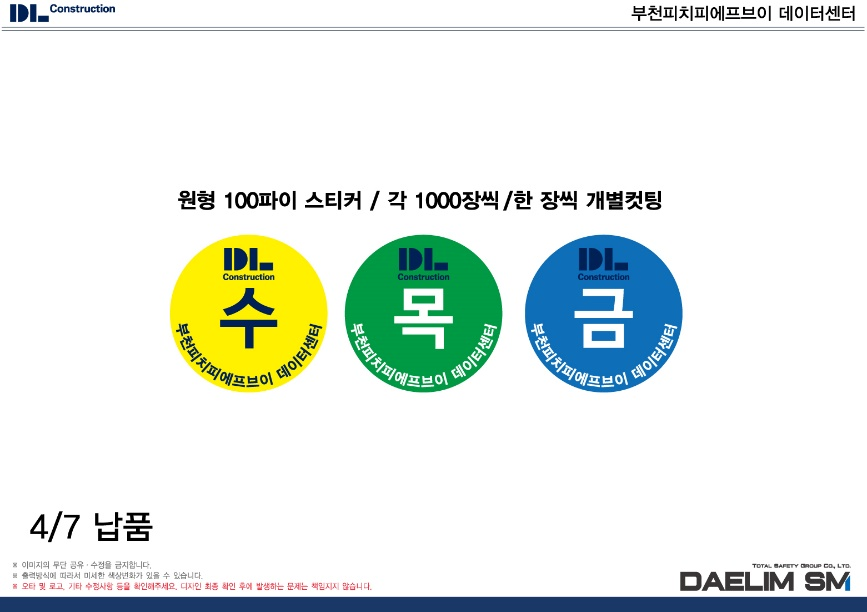 DL Construction
부천피치피에프브이 데이터센터
원형 100파이 스티커 / 각 1000장씩/한 장씩 개별컷팅
DL
Construction
수
부천피치피에프브이 데이터센터
DL
Construction
목
부천피치피에프브이 데이터센터
DL
Construction
금
부천피치피에프브이 데이터센터
4/7 납품
※ 이미지의 무단 공유·수정을 금지합니다.
※ 출력방식에 따라서 미세한 색상변화가 있을 수 있습니다.
※ 오타 및 로고, 기타 수정사항 등을 확인해주세요. 디자인 최종 확인 후에 발생하는 문제는 책임지지 않습니다.
TOTAL SAFETY GROUP CO., LTD.
DAELIM SM